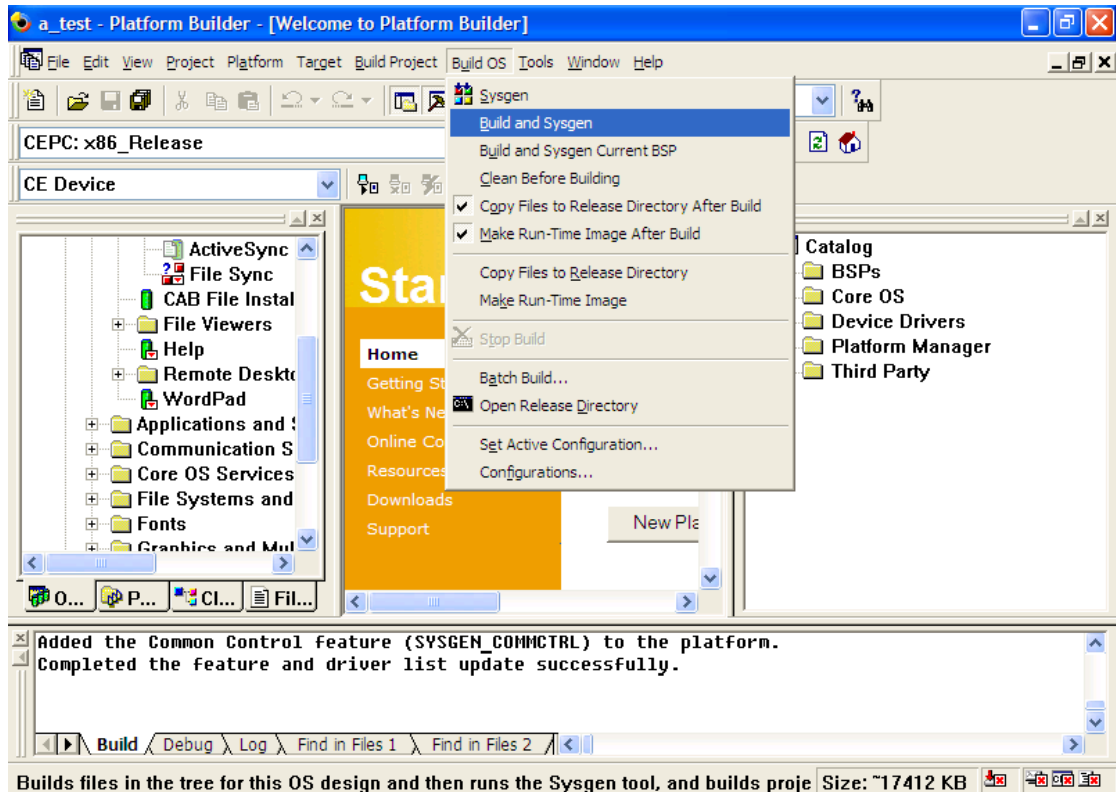 a_test - Platform Builder - [Welcome to Platform Builder]
File Edit View Project Platform Target Build Project Build OS Tools Window Help
CEPC: x86_Release
CE Device
Sysgen
Build and Sysgen
Build and Sysgen Current BSP
Clean Before Building
Copy Files to Release Directory After Build
Make Run-Time Image After Build
Copy Files to Release Directory
Make Run-Time Image
Stop Build
Batch Build...
Open Release Directory
Set Active Configuration...
Configurations...
ActiveSync
File Sync
CAB File Instal
File Viewers
Help
Remote Deskto
WordPad
Applications and
Communication S
Core OS Services
File Systems and
Fonts
Graphics and Mul
O... P... Cl... Fil...
Star
Home
Getting St
What's Ne
Online Co
Resources
Downloads
Support
New Pla
Catalog
BSPs
Core OS
Device Drivers
Platform Manager
Third Party
Added the Common Control feature (SYSGEN_COMMCTRL) to the platform.
Completed the feature and driver list update successfully.
Build Debug Log Find in Files 1 Find in Files 2
Builds files in the tree for this OS design and then runs the Sysgen tool, and builds proje Size: ~17412 KB